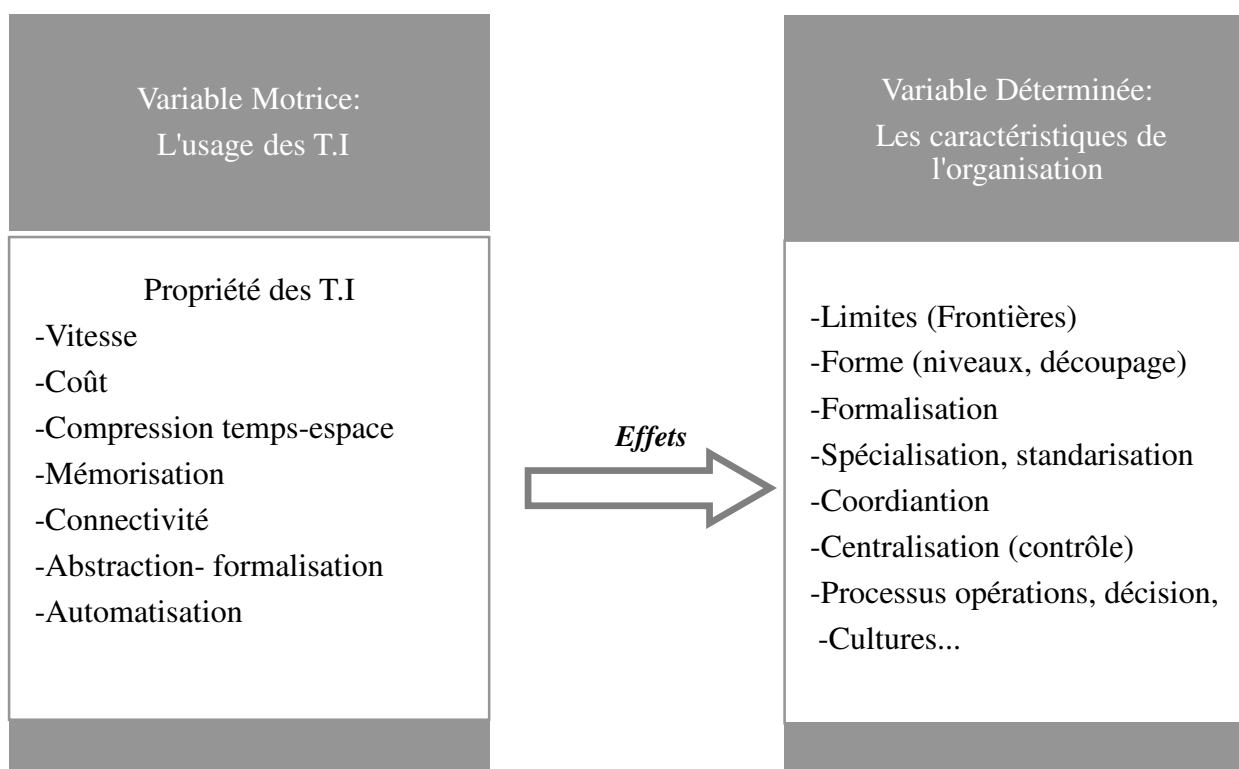 Variable Motrice:
L'usage des T.I
Propriété des T.I
-Vitesse
-Coût
-Compression temps-espace
-Mémorisation
-Connectivité
-Abstraction- formalisation
-Automatisation
Effets
Variable Déterminée:
Les caractéristiques de
l'organisation
-Limites (Frontières)
-Forme (niveaux, découpage)
-Formalisation
-Spécialisation, standarisation
-Coordiantion
-Centralisation (contrôle)
-Processus opérations, décision,
-Cultures...